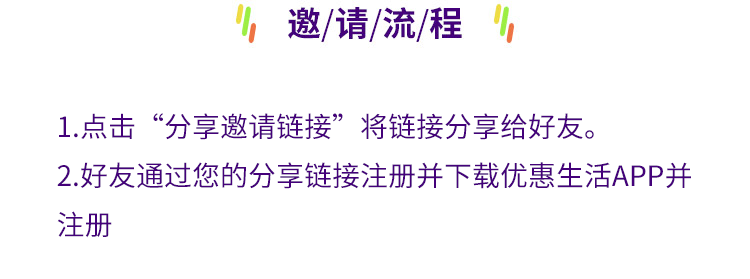 邀/请/流/程
1.点击“分享邀请链接”将链接分享给好友。
2.好友通过您的分享链接注册并下载优惠生活APP并
注册